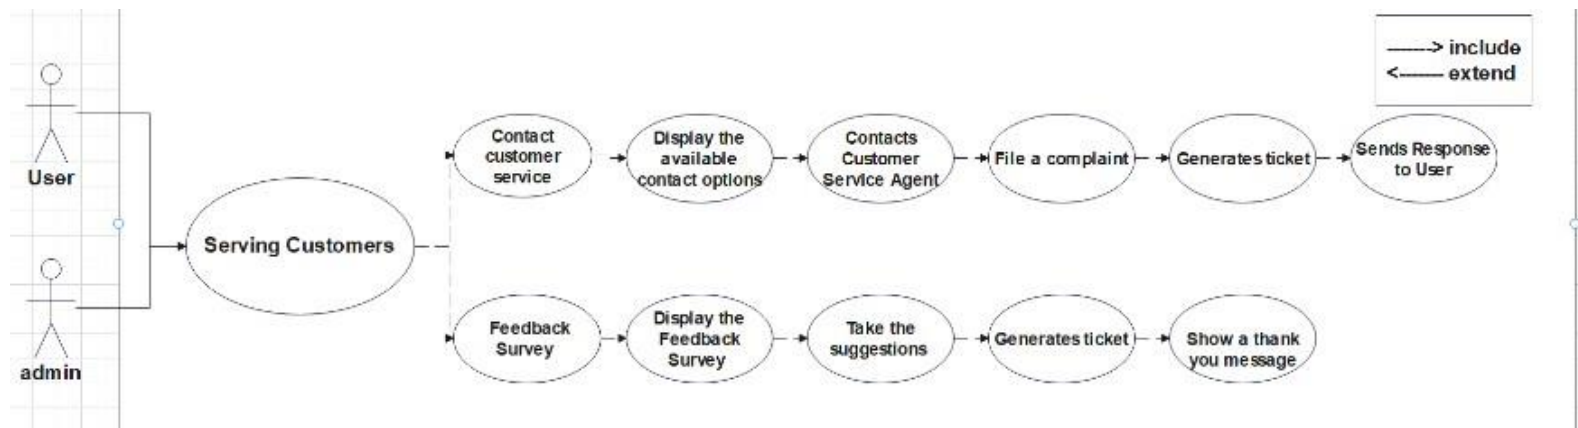 -------> include
<------- extend
User
admin
Serving Customers
Contact
customer
service
Display the
available
contact options
Contacts
Customer
Service Agent
File a complaint
Generates ticket
Sends Response
to User
Feedback
Survey
Display the
Feedback
Survey
Take the
suggestions
Generates ticket
Show a thank
you message